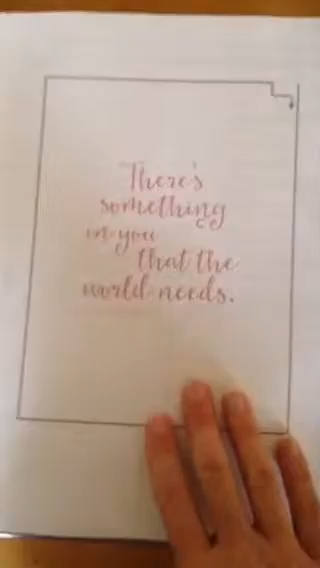 There's
something
in you
that the
world needs.